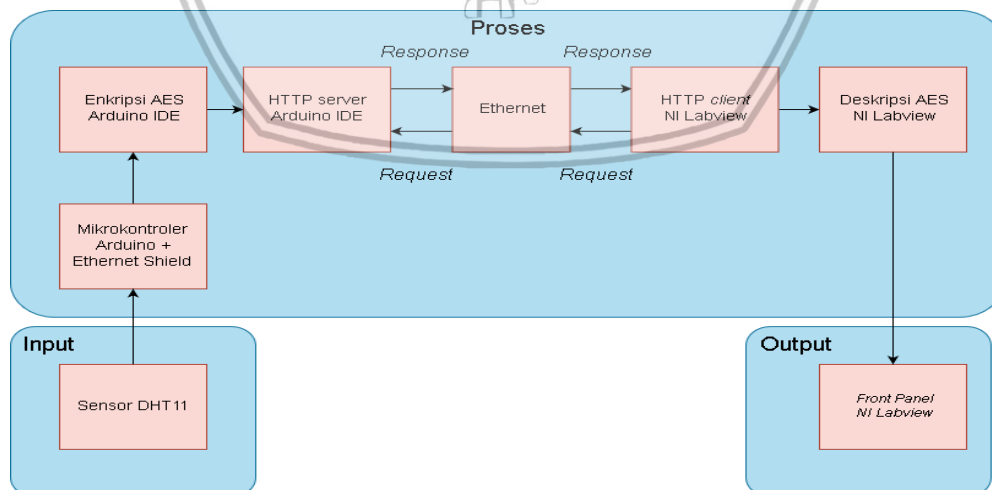 Proses
Response
Response
Enkripsi AES
Arduino IDE
HTTP server
Arduino IDE
Ethernet
HTTP client
NI Labview
Deskripsi AES
NI Labview
Request
Request
Mikrokontroler
Arduino +
Ethernet Shield
Input
Sensor DHT11
Output
Front Panel
NI Labview